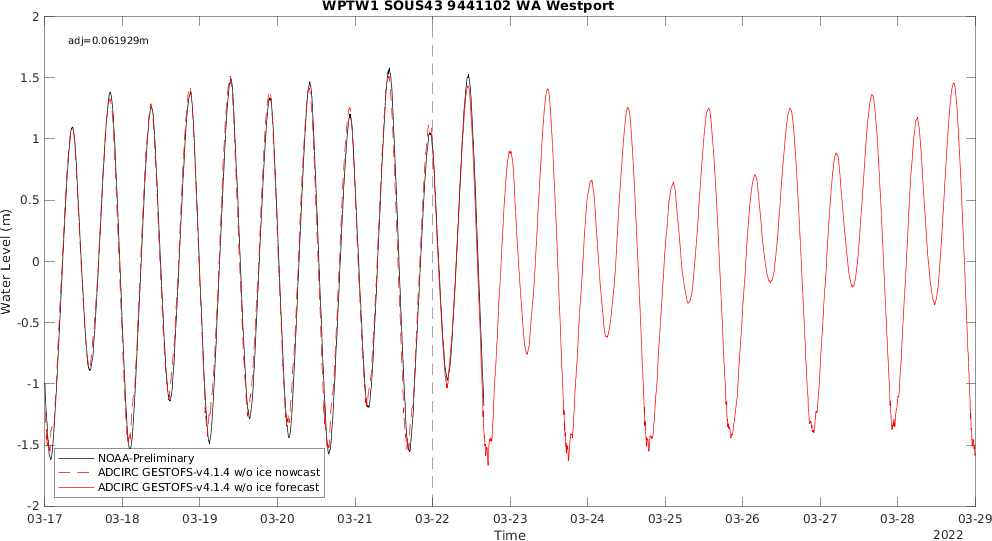 WPTW1 SOUS43 9441102 WA Westport
adj=0.061929m
2
1.5
1
0.5
0
-0.5
-1
-1.5
-2
Water Level (m)
NOAA-Preliminary
ADCIRC GESTOFS-v4.1.4 w/o ice nowcast
ADCIRC GESTOFS-v4.1.4 w/o ice forecast
03-17 03-18 03-19 03-20 03-21 03-22 03-23 03-24 03-25 03-26 03-27 03-28 03-29
Time
2022